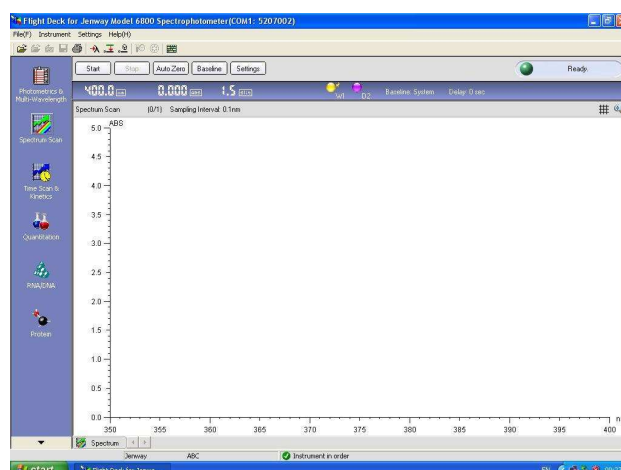 Flight Deck for Jenway Model 6800 Spectrophotometer(COM1: 5207002)
File(F) Instrument Settings Help(H)
Start Stop Auto Zero Baseline Settings Ready
400.0 0.000 1.5 WI D2 Baseline: System Delay: 0 sec
Spectrum Scan (0/1) Sampling Interval: 0.1nm
Photometrics & Multi-Wavelength
Spectrum Scan
Time Scan & Kinetics
Quantitation
RNA/DNA
Protein
ABS
5.0
4.5
4.0
3.5
3.0
2.5
2.0
1.5
1.0
0.5
0.0
350 355 360 365 370 375 380 385 390 395 400
Spectrum
Jenway ABC Instrument in order
start EN